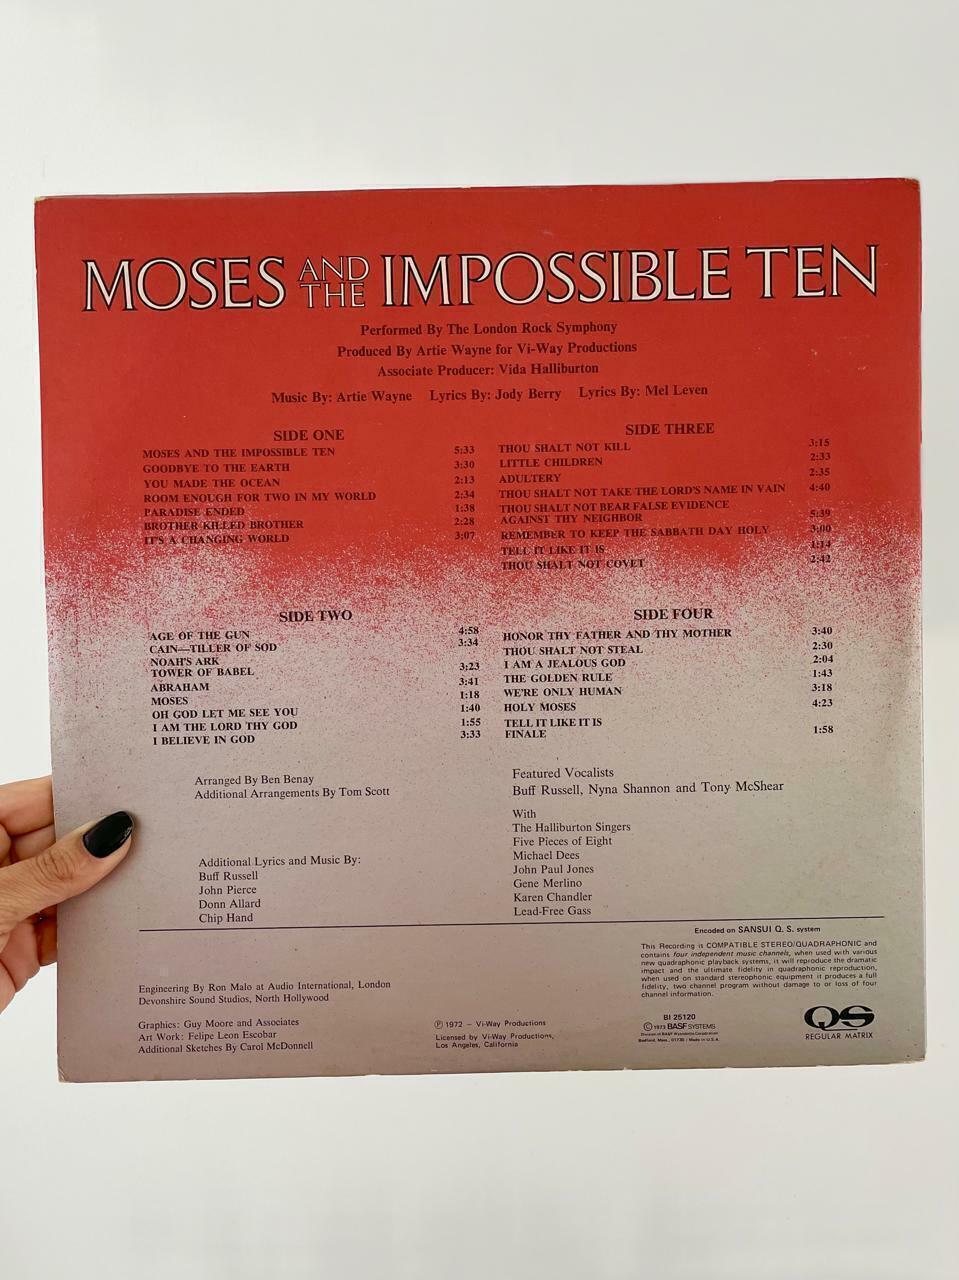 MOSES AND THE IMPOSSIBLE TEN
Performed By The London Rock Symphony
Produced By Artie Wayne for Vi-Way Productions
Associate Producer: Vida Halliburton
Music By: Artie Wayne Lyrics By: Jody Berry Lyrics By: Mel Leven
SIDE ONE
MOSES AND THE IMPOSSIBLE TEN 5:33
GOODBYE TO THE EARTH 3:30
YOU MADE THE OCEAN 2:13
ROOM ENOUGH FOR TWO IN MY WORLD 2:34
PARADISE ENDED 1:38
BROTHER KILLED BROTHER 2:28
IT'S A CHANGING WORLD 3:07
SIDE THREE
THOU SHALT NOT KILL 3:15
LITTLE CHILDREN 2:33
ADULTERY 2:35
THOU SHALT NOT TAKE THE LORD'S NAME IN VAIN 4:40
THOU SHALT NOT BEAR FALSE EVIDENCE
AGAINST THY NEIGHBOR 5:39
REMEMBER TO KEEP THE SABBATH DAY HOLY 3:00
TELL IT LIKE IT IS 1:14
THOU SHALT NOT COVET 2:42
SIDE TWO
AGE OF THE GUN 4:58
CAIN—TILLER OF SOD 3:34
NOAH'S ARK
TOWER OF BABEL 3:23
ABRAHAM 3:41
MOSES 1:18
OH GOD LET ME SEE YOU 1:40
I AM THE LORD THY GOD 1:55
I BELIEVE IN GOD 3:33
SIDE FOUR
HONOR THY FATHER AND THY MOTHER 3:40
THOU SHALT NOT STEAL 2:30
I AM A JEALOUS GOD 2:04
THE GOLDEN RULE 1:43
WE'RE ONLY HUMAN 3:18
HOLY MOSES 4:23
TELL IT LIKE IT IS
FINALE 1:58
Arranged By Ben Benay
Additional Arrangements By Tom Scott
Additional Lyrics and Music By:
Buff Russell
John Pierce
Donn Allard
Chip Hand
Featured Vocalists
Buff Russell, Nyna Shannon and Tony McShear
With
The Halliburton Singers
Five Pieces of Eight
Michael Dees
John Paul Jones
Gene Merlino
Karen Chandler
Lead-Free Gass
Engineering By Ron Malo at Audio International, London
Devonshire Sound Studios, North Hollywood
Graphics: Guy Moore and Associates
Art Work: Felipe Leon Escobar
Additional Sketches By Carol McDonnell
℗ 1972 – Vi-Way Productions
Licensed by Vi-Way Productions,
Los Angeles, California
Encoded on SANSUI Q. S. system
This Recording is COMPATIBLE STEREO/QUADRAPHONIC and
contains four independent music channels, when used with various
new quadraphonic playback systems, it will reproduce the dramatic
impact and the ultimate fidelity in quadraphonic reproduction,
when used on standard stereophonic equipment it produces a full
fidelity, two channel program without damage to or loss of four
channel information.
BI 25120
© 1973 BASF SYSTEMS
Division of BASF Wyandotte Corporation
Bedford, Mass., 01730 / Made in U.S.A.
QS
REGULAR MATRIX